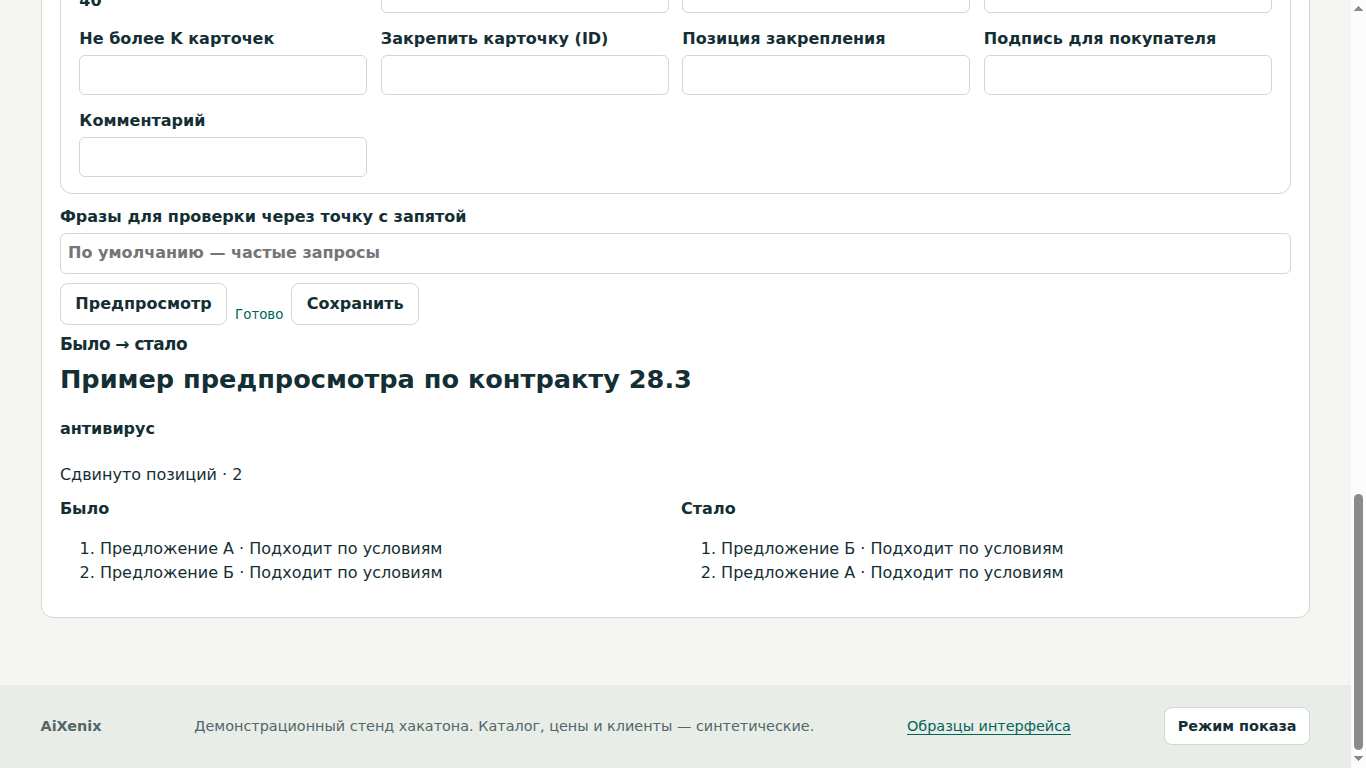 40
Не более K карточек Закрепить карточку (ID) Позиция закрепления Подпись для покупателя
Комментарий
Фразы для проверки через точку с запятой
По умолчанию — частые запросы
Предпросмотр Готово Сохранить
Было → стало
Пример предпросмотра по контракту 28.3
антивирус
Сдвинуто позиций · 2
Было Стало
1. Предложение А · Подходит по условиям 1. Предложение Б · Подходит по условиям
2. Предложение Б · Подходит по условиям 2. Предложение А · Подходит по условиям
AiXenix Демонстрационный стенд хакатона. Каталог, цены и клиенты — синтетические. Образцы интерфейса Режим показа